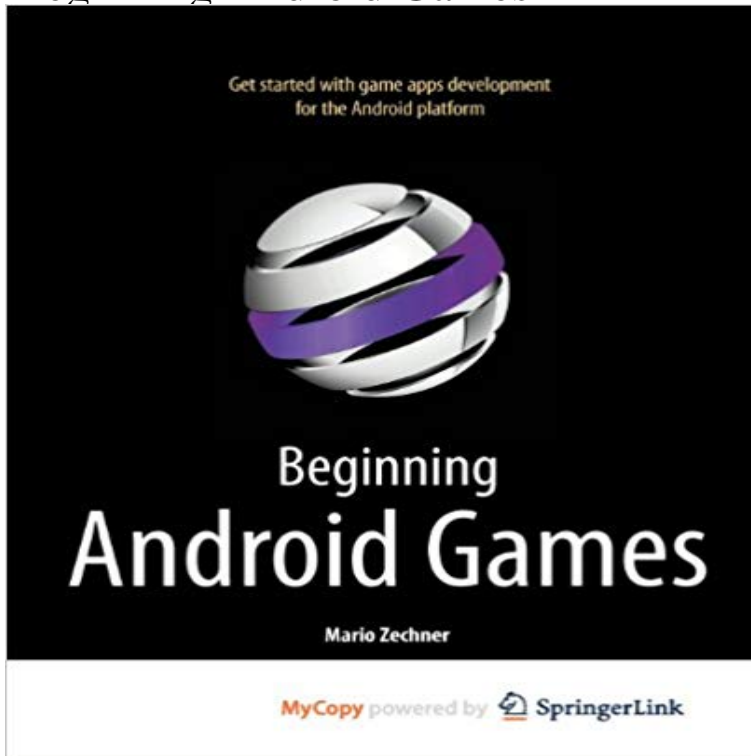 Get started with game apps development
for the Android platform
Beginning
Android Games
Mario Zechner
MyCopy powered by SpringerLink